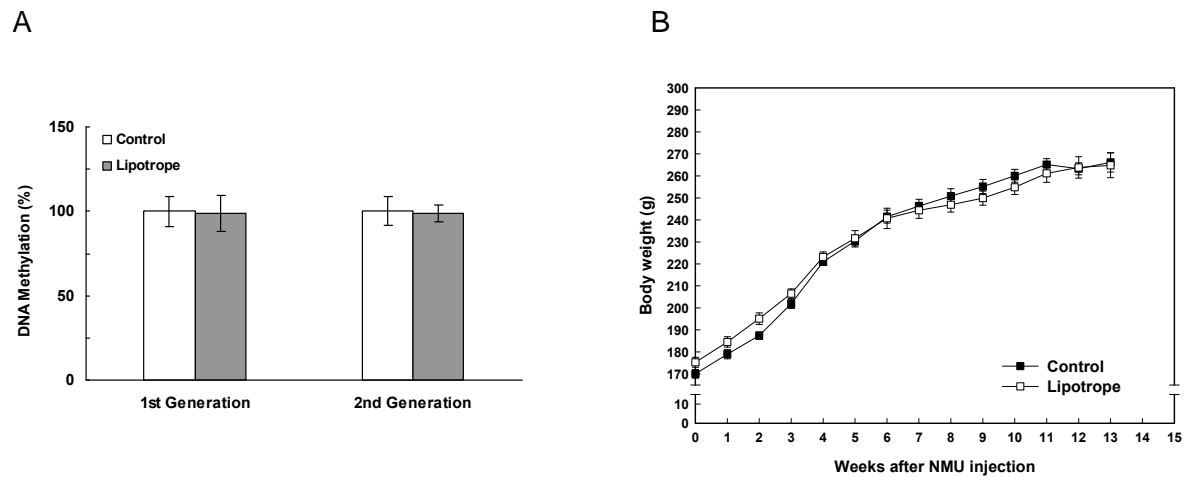 A
B
DNA Methylation (%)
150
100
50
0
Control
Lipotrope
1st Generation
2nd Generation
Body weight (g)
300
290
280
270
260
250
240
230
220
210
200
190
180
170
10
0
Control
Lipotrope
0 1 2 3 4 5 6 7 8 9 10 11 12 13 14 15
Weeks after NMU injection